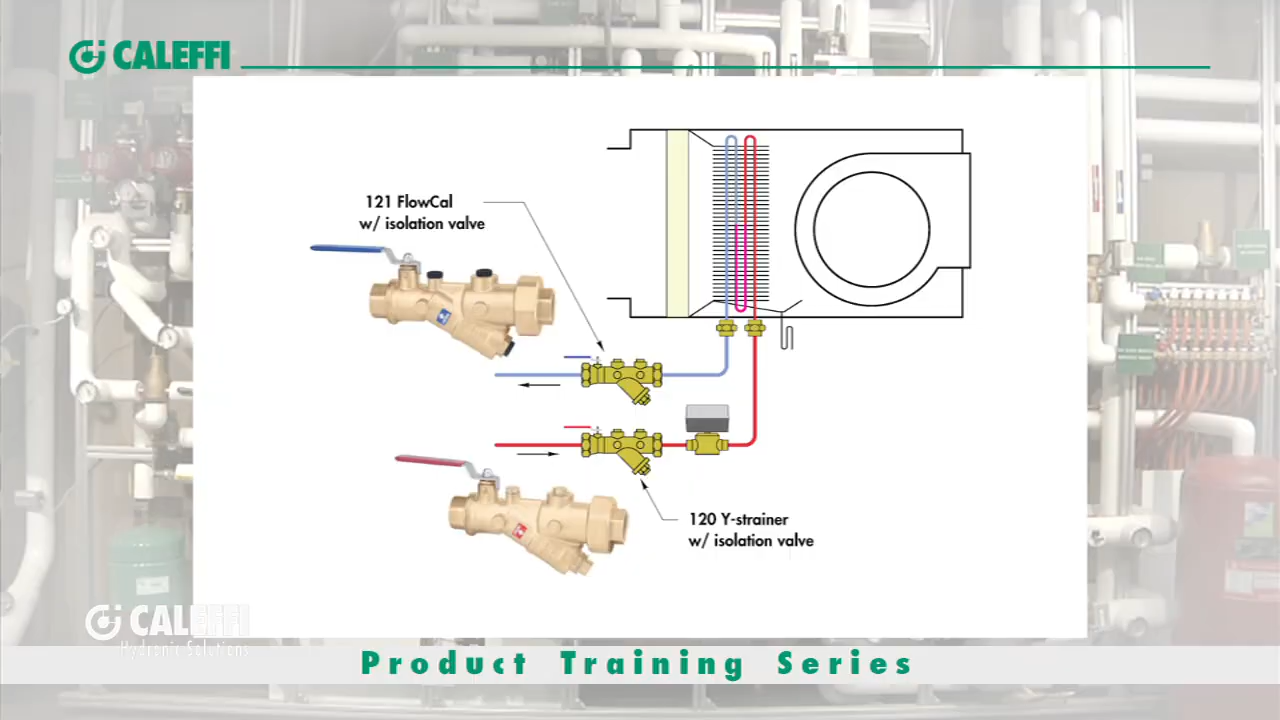 CALEFFI
121 FlowCal
w/ isolation valve
120 Y-strainer
w/ isolation valve
CALEFFI
Hydronic Solutions
Product Training Series